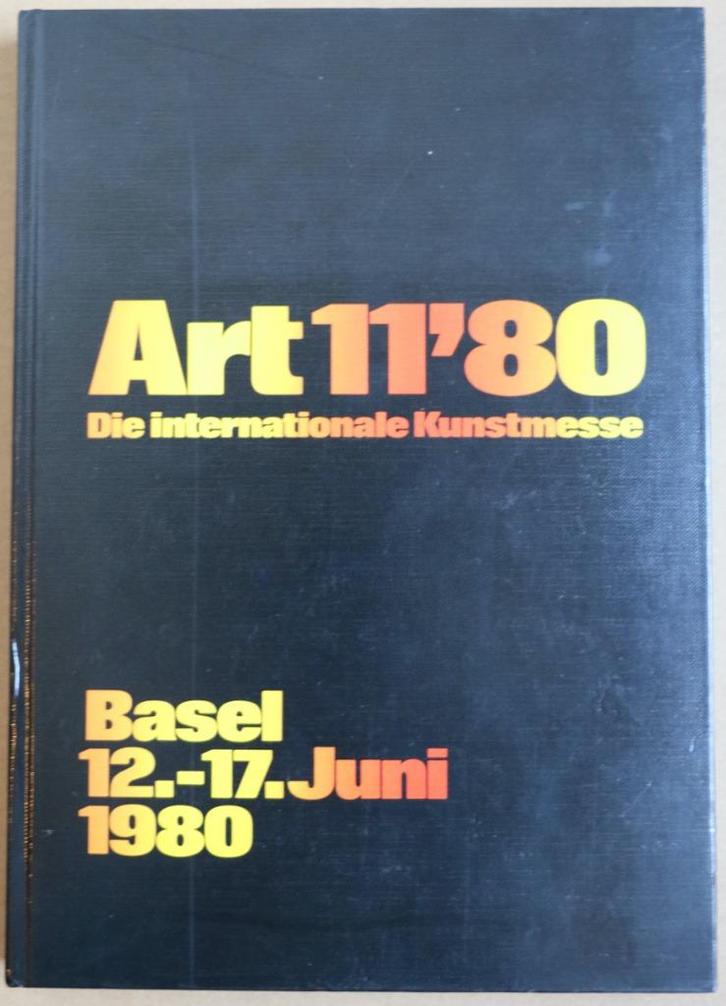 Art 11'80
Die internationale Kunstmesse
Basel
12.-17. Juni
1980